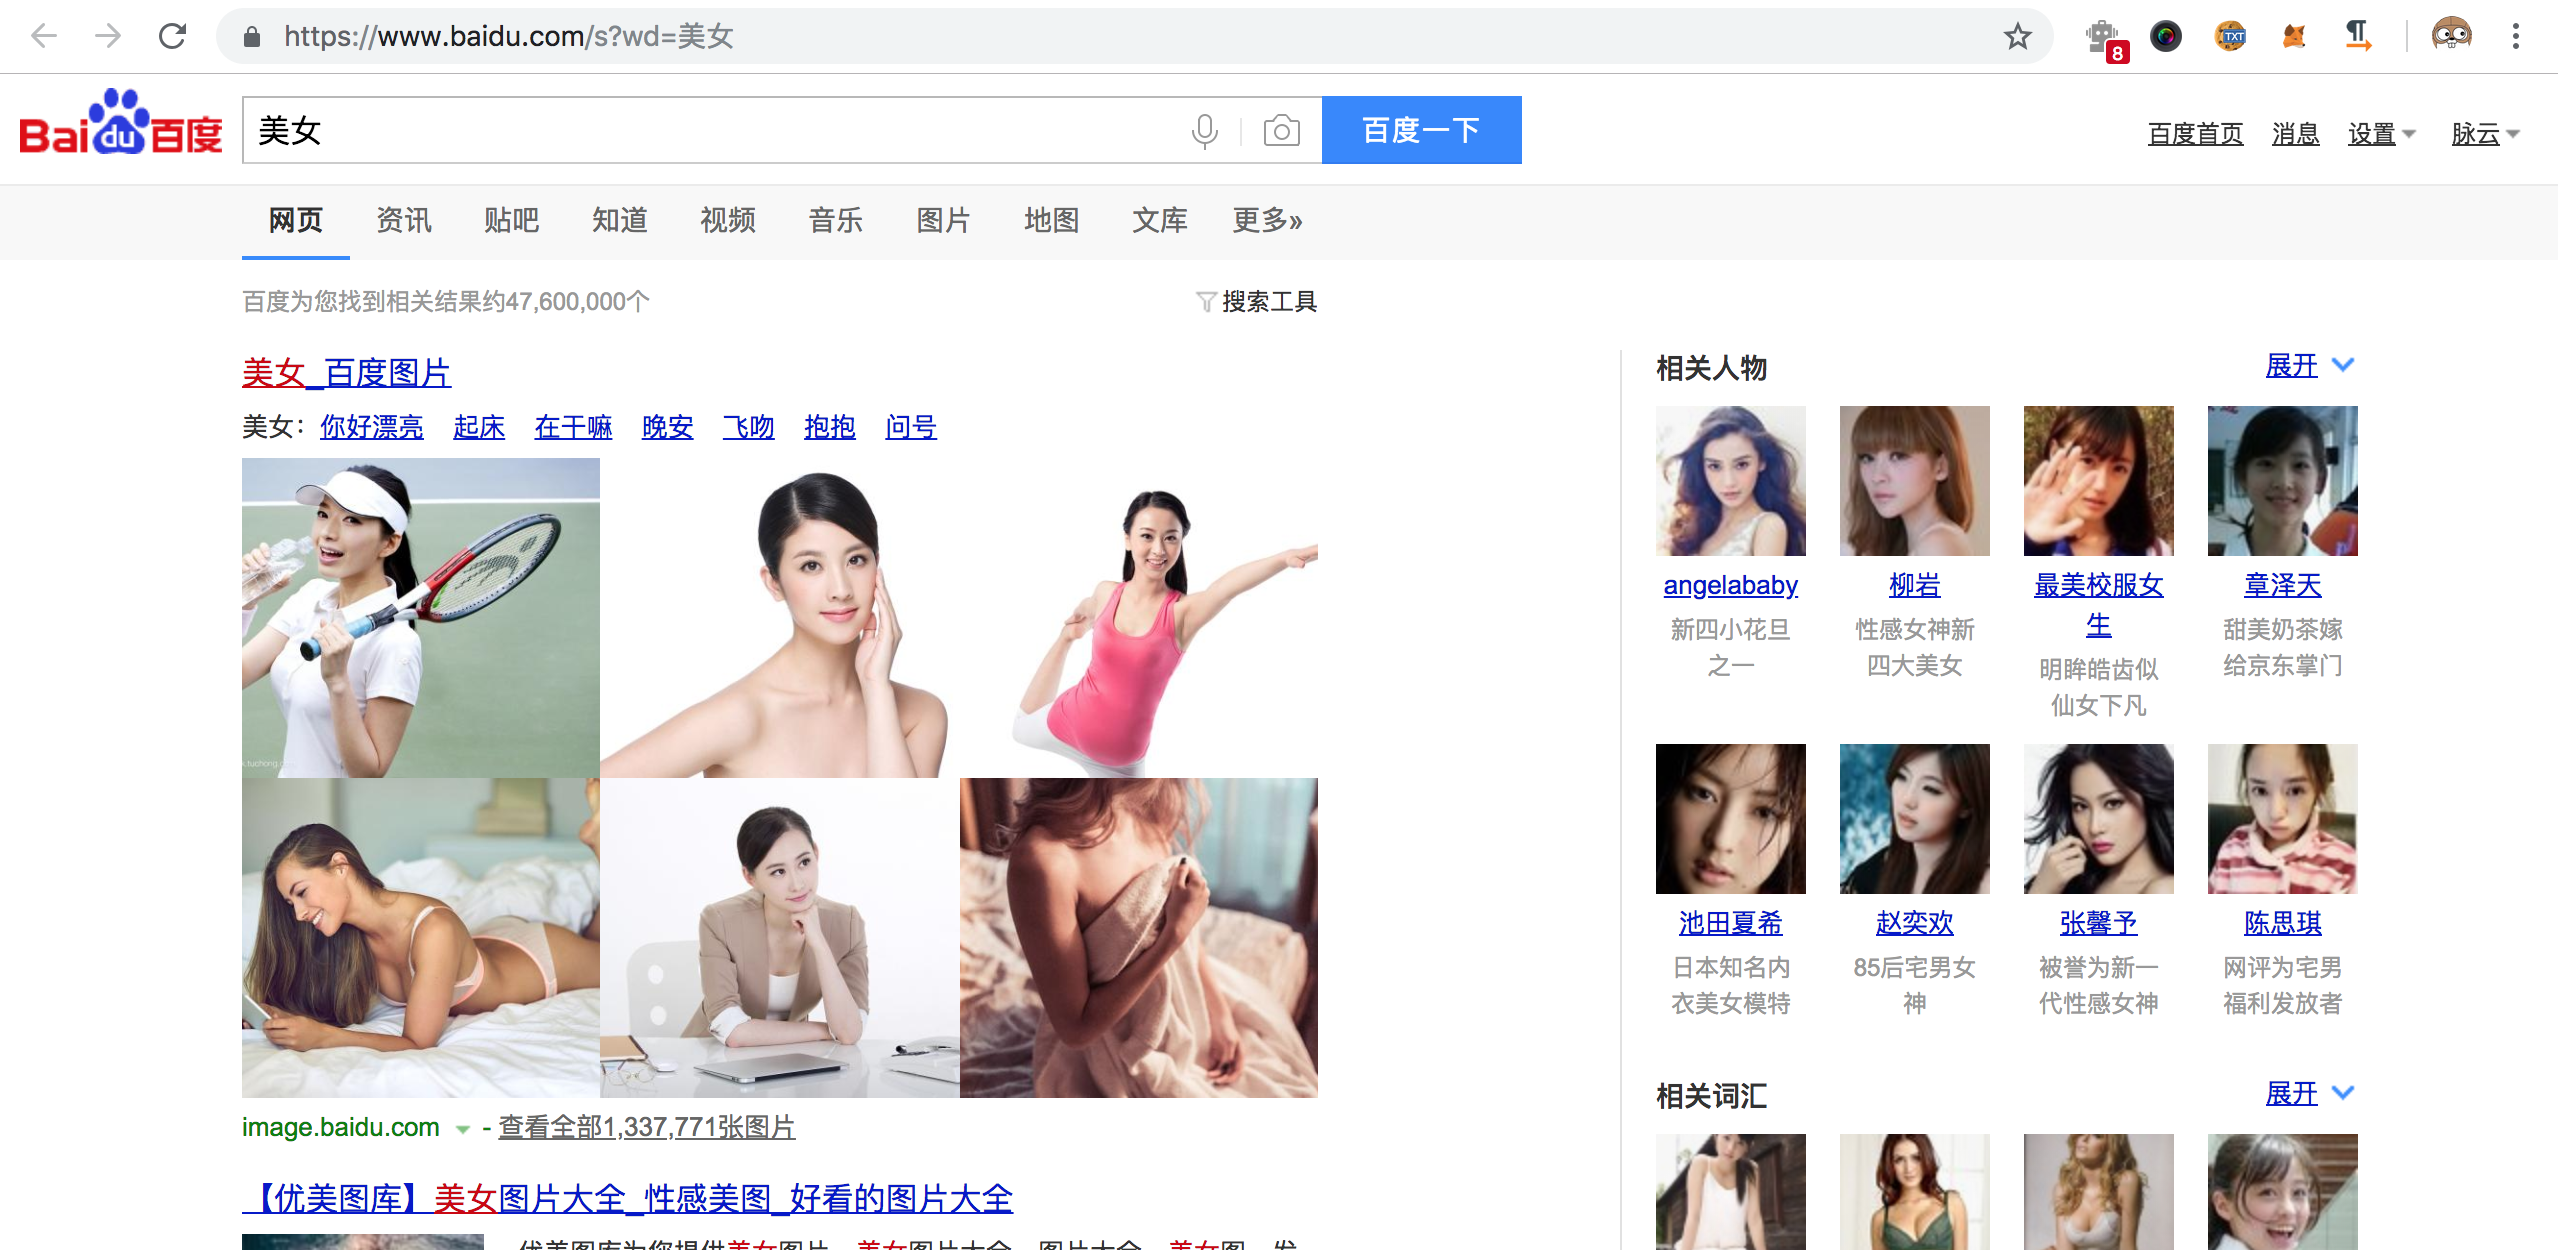 https://www.baidu.com/s?wd=美女
8
TXT
Bai du 百度
美女
百度一下
百度首页 消息 设置 脉云
网页 资讯 贴吧 知道 视频 音乐 图片 地图 文库 更多»
百度为您找到相关结果约47,600,000个
搜索工具
美女_百度图片
美女： 你好漂亮 起床 在干嘛 晚安 飞吻 抱抱 问号
image.baidu.com - 查看全部1,337,771张图片
【优美图库】美女图片大全_性感美图_好看的图片大全
相关人物
展开
angelababy
新四小花旦
之一
柳岩
性感女神新
四大美女
最美校服女
生
明眸皓齿似
仙女下凡
章泽天
甜美奶茶嫁
给京东掌门
池田夏希
日本知名内
衣美女模特
赵奕欢
85后宅男女
神
张馨予
被誉为新一
代性感女神
陈思琪
网评为宅男
福利发放者
相关词汇
展开